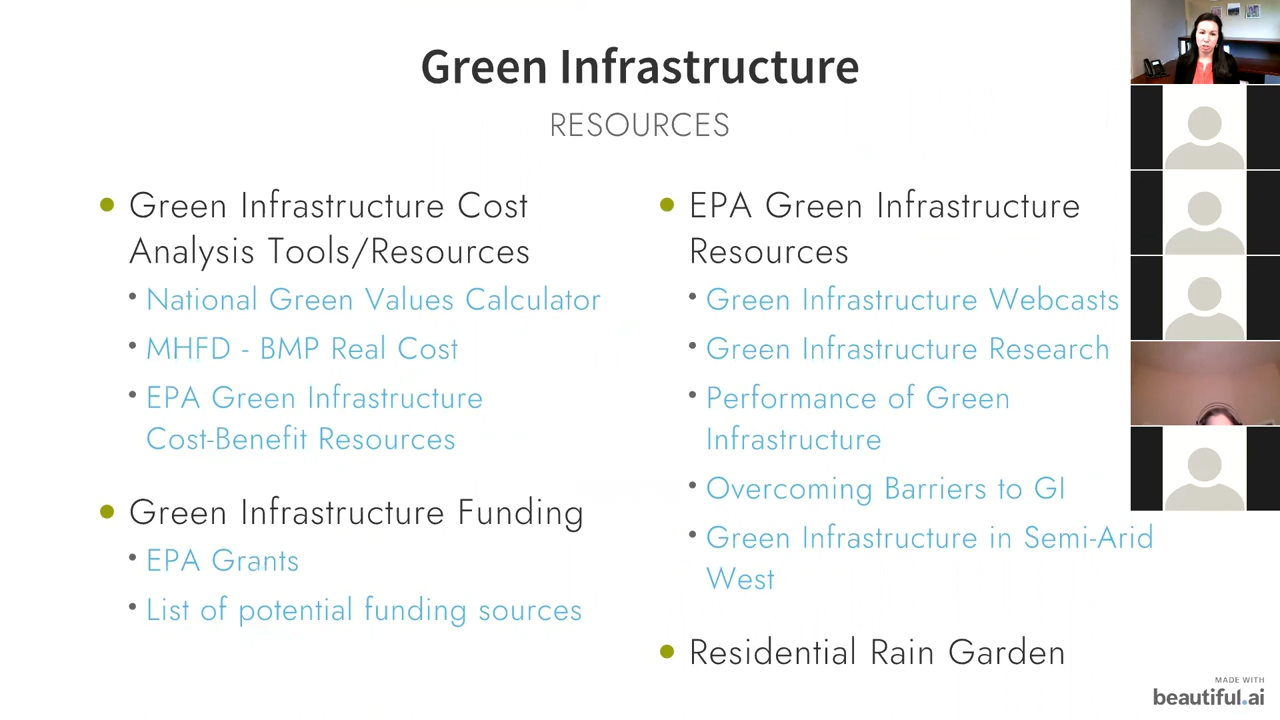 Green Infrastructure
RESOURCES
Green Infrastructure Cost
Analysis Tools/Resources
National Green Values Calculator
MHFD - BMP Real Cost
EPA Green Infrastructure
Cost-Benefit Resources
Green Infrastructure Funding
EPA Grants
List of potential funding sources
EPA Green Infrastructure
Resources
Green Infrastructure Webcasts
Green Infrastructure Research
Performance of Green
Infrastructure
Overcoming Barriers to GI
Green Infrastructure in Semi-Arid
West
Residential Rain Garden
MADE WITH
beautiful.ai